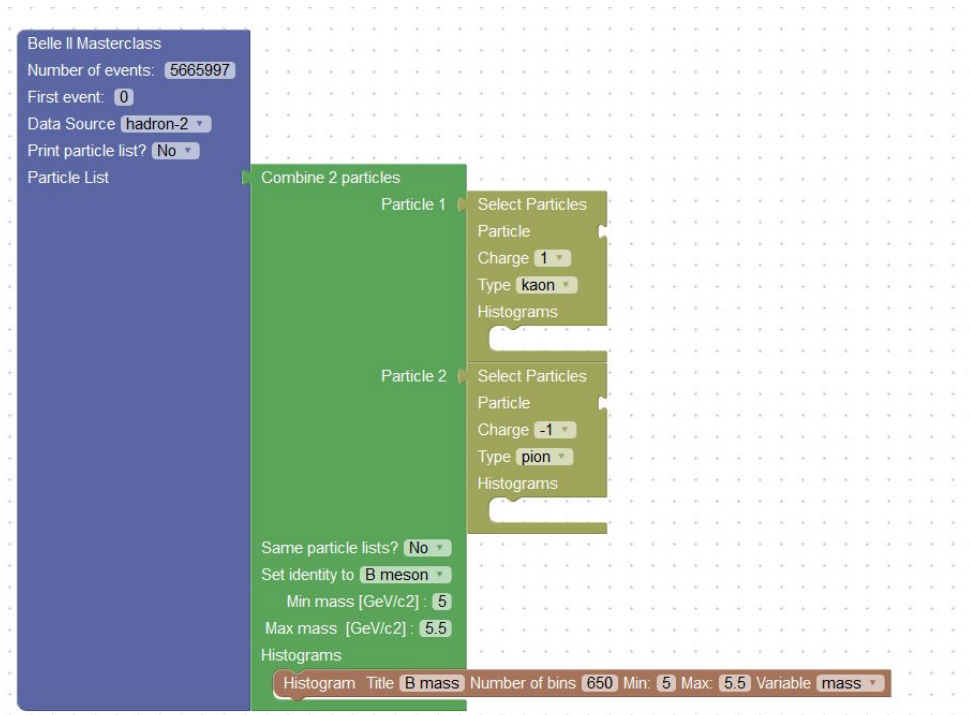 Belle II Masterclass
Number of events: 5665997
First event: 0
Data Source hadron-2
Print particle list? No
Particle List
Combine 2 particles
Particle 1
Select Particles
Particle
Charge 1
Type kaon
Histograms
Particle 2
Select Particles
Particle
Charge -1
Type pion
Histograms
Same particle lists? No
Set identity to B meson
Min mass [GeV/c2] : 5
Max mass [GeV/c2] : 5.5
Histograms
Histogram Title B mass Number of bins 650 Min: 5 Max: 5.5 Variable mass